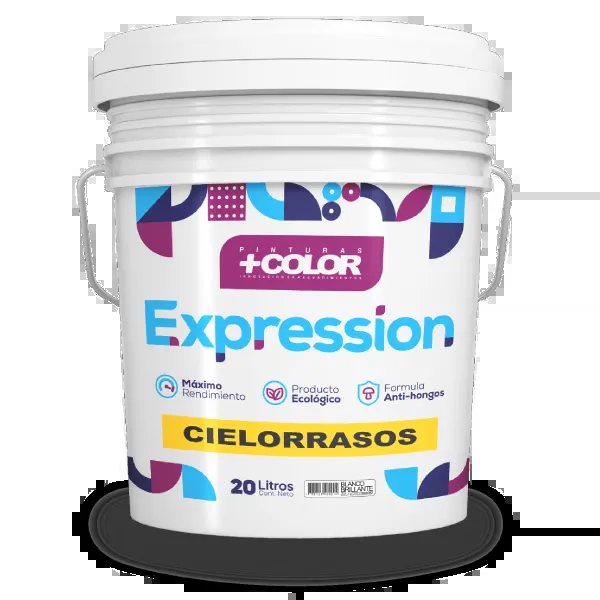 PINTURAS
+COLOR
Expression
Máximo
Rendimiento
Producto
Ecológico
Formula
Anti-hongos
CIELORRASOS
20 Litros
Cont. Neto
BLANCO
BRILLANTE